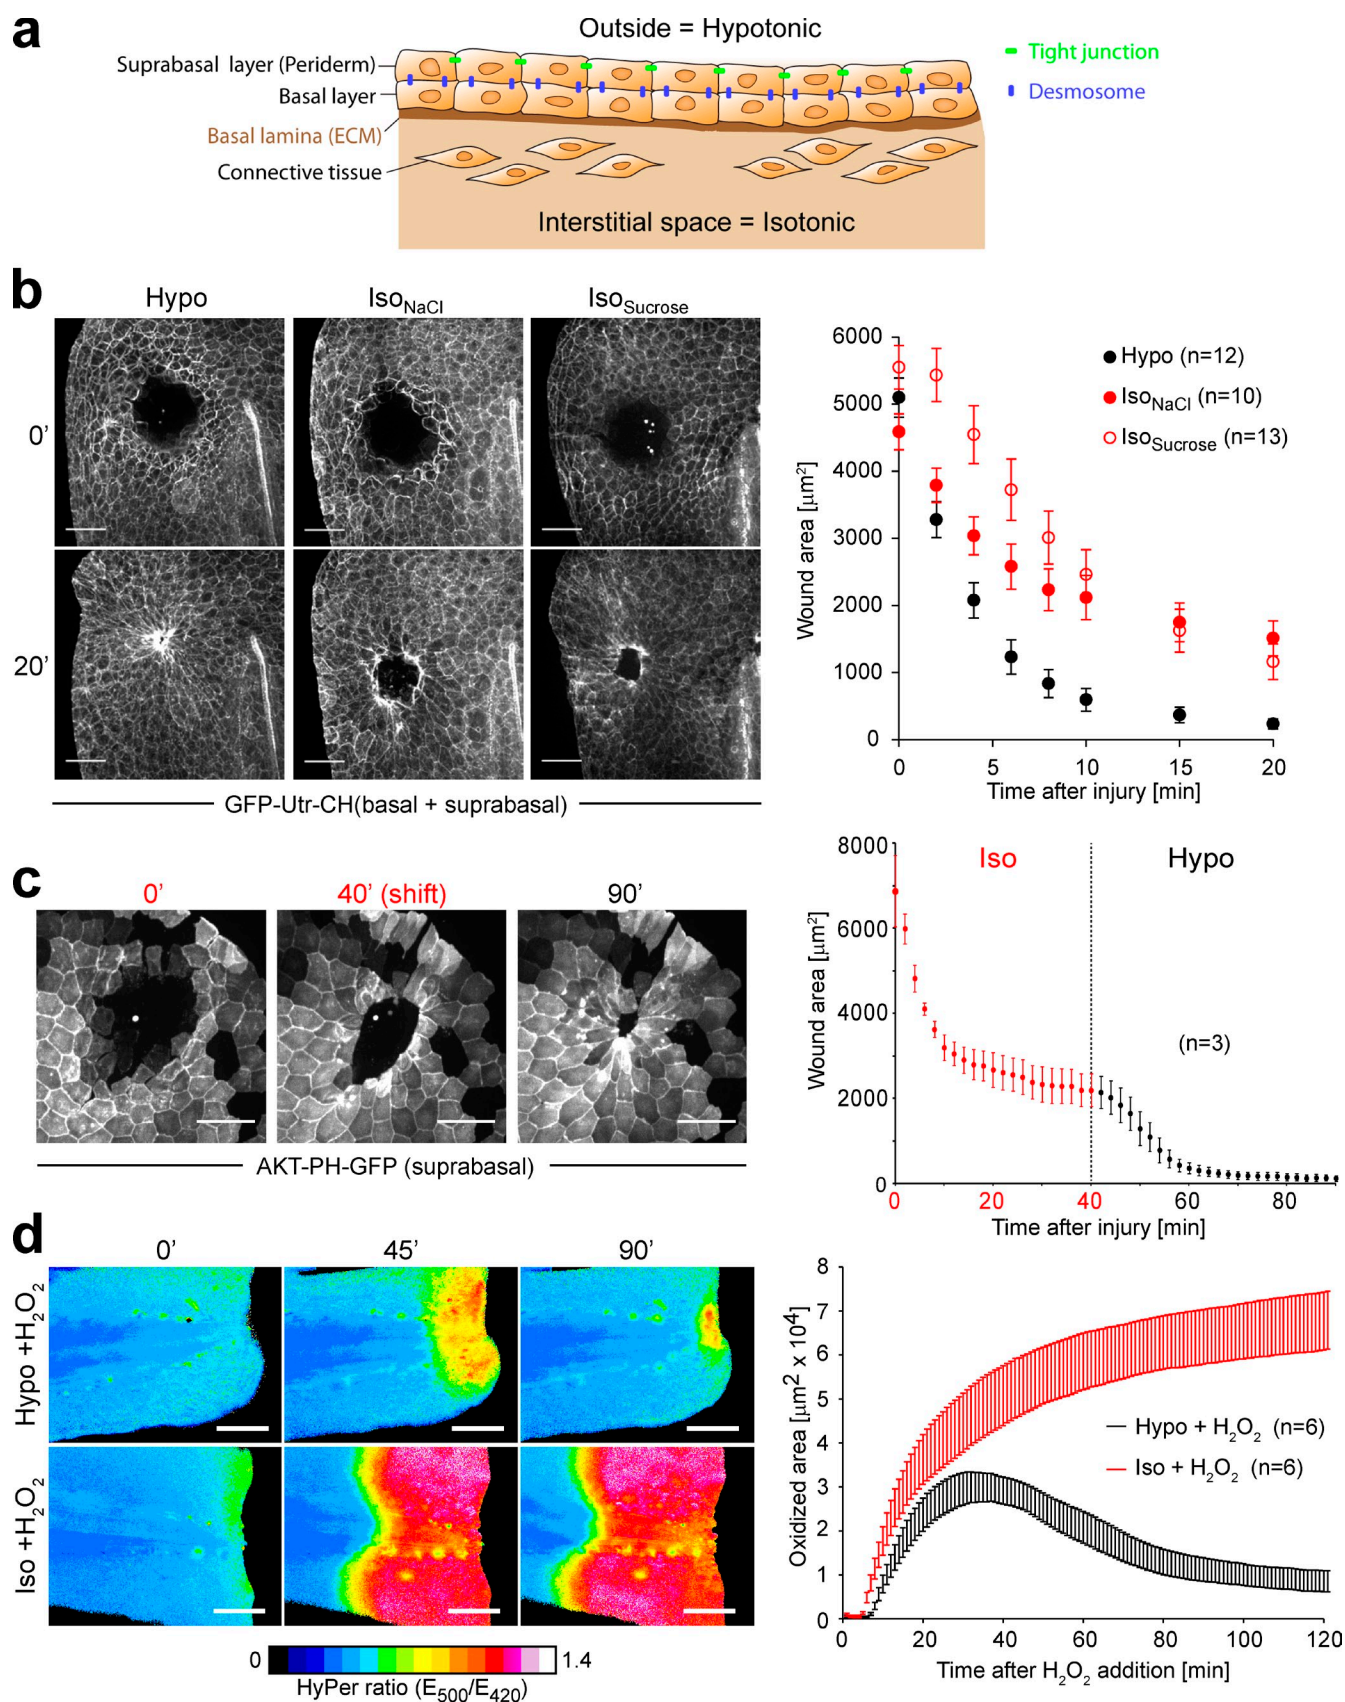 a
Outside = Hypotonic
Suprabasal layer (Periderm)
Basal layer
Basal lamina (ECM)
Connective tissue
Tight junction
Desmosome
Interstitial space = Isotonic
b
Hypo
Iso_NaCl
Iso_Sucrose
0’
20’
GFP-Utr-CH(basal + suprabasal)
Wound area [µm²]
6000
5000
4000
3000
2000
1000
0
Hypo (n=12)
Iso_NaCl (n=10)
Iso_Sucrose (n=13)
0 5 10 15 20
Time after injury [min]
c
0’
40’ (shift)
90’
AKT-PH-GFP (suprabasal)
Wound area [µm²]
8000
6000
4000
2000
0
Iso
Hypo
(n=3)
0 20 40 60 80
Time after injury [min]
d
0’
45’
90’
Hypo +H₂O₂
Iso +H₂O₂
0
1.4
HyPer ratio (E₅₀₀/E₄₂₀)
Oxidized area [µm² x 10⁴]
8
7
6
5
4
3
2
1
0
Hypo + H₂O₂ (n=6)
Iso + H₂O₂ (n=6)
0 20 40 60 80 100 120
Time after H₂O₂ addition [min]